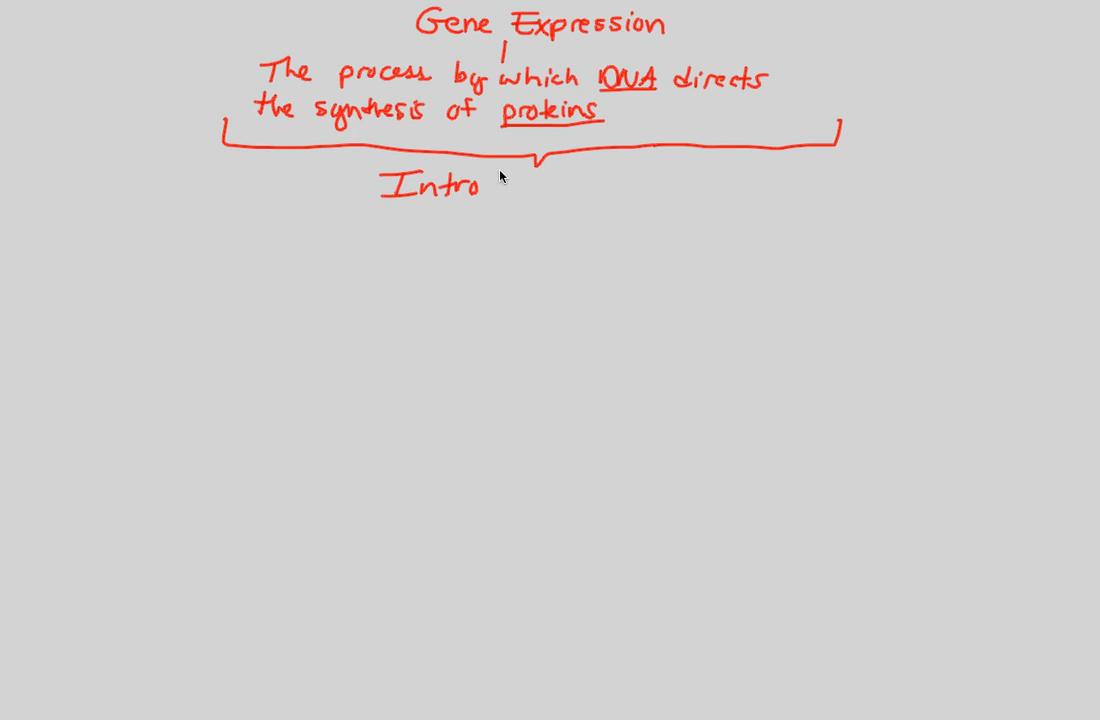 Gene Expression
The process by which DNA directs
the synthesis of proteins
Intro